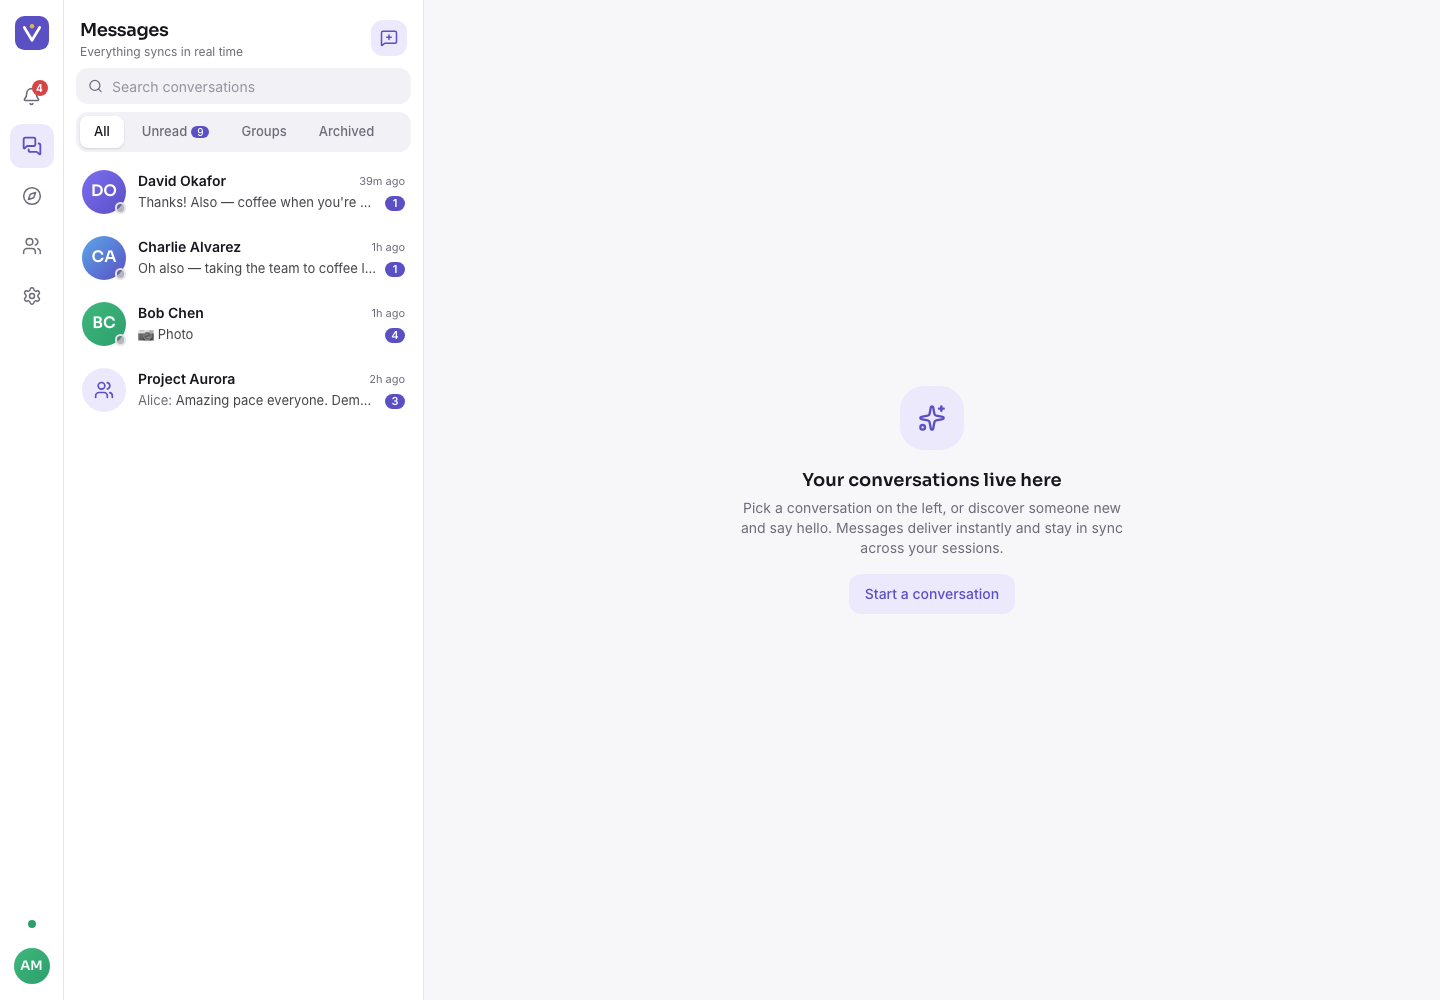 Messages
Everything syncs in real time
4
Search conversations
All
Unread 9
Groups
Archived
DO
David Okafor
39m ago
Thanks! Also — coffee when you're ...
1
CA
Charlie Alvarez
1h ago
Oh also — taking the team to coffee l...
1
BC
Bob Chen
1h ago
Photo
4
Project Aurora
2h ago
Alice: Amazing pace everyone. Dem...
3
Your conversations live here
Pick a conversation on the left, or discover someone new
and say hello. Messages deliver instantly and stay in sync
across your sessions.
Start a conversation
AM